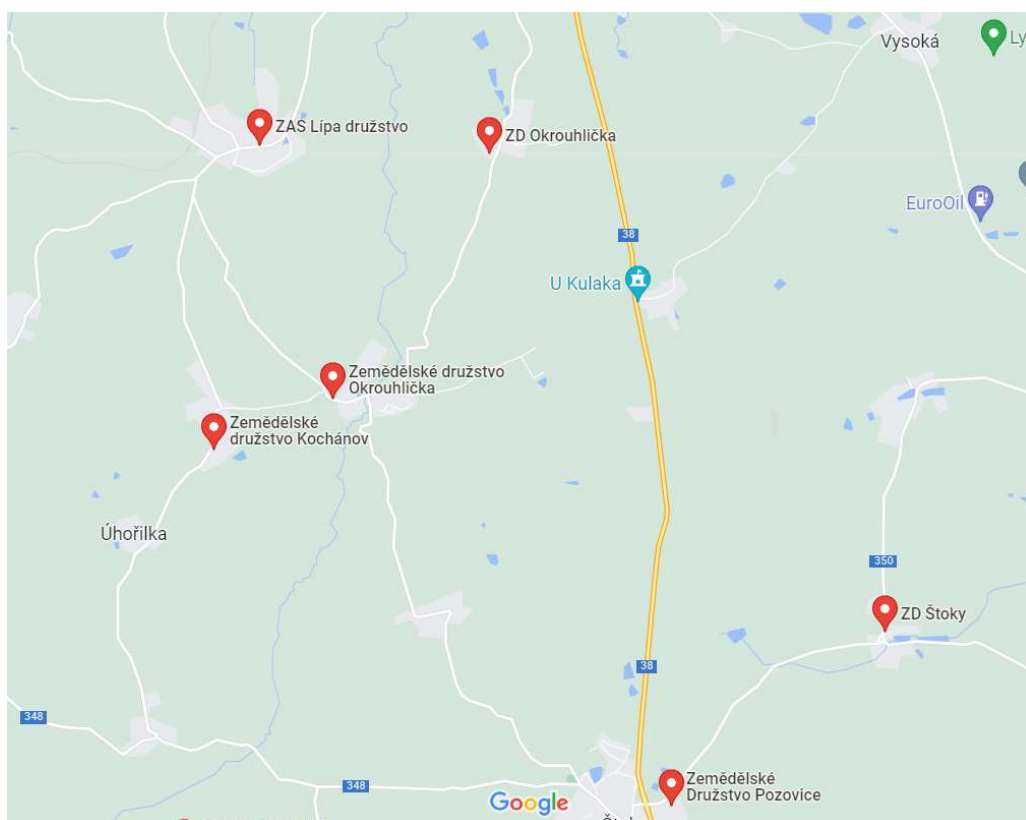 Vysoká
Ly
ZAS Lípa družstvo
ZD Okrouhlička
EuroOil
38
U Kulaka
Zemědělské družstvo
Okrouhlička
Zemědělské
družstvo Kochánov
Úhořilka
350
ZD Štoky
38
348
348
Zemědělské
Družstvo Pozovice
Google